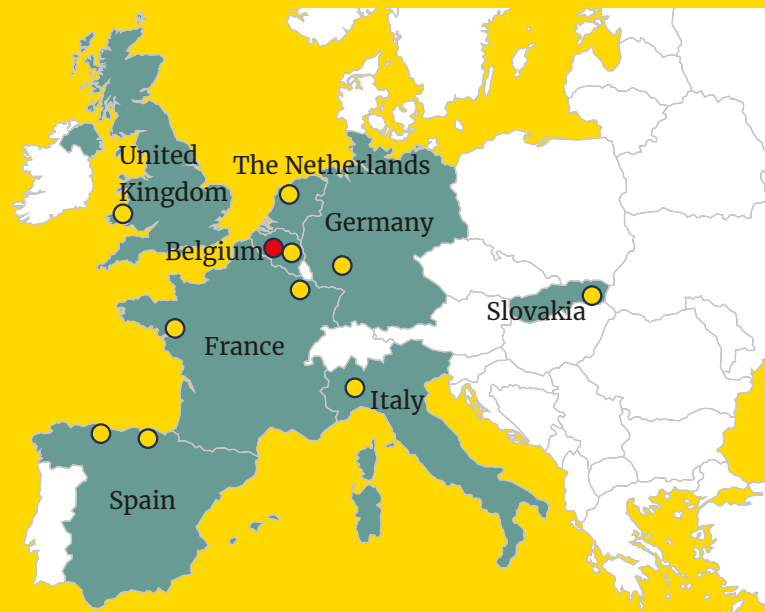 United
Kingdom
The Netherlands
Germany
Belgium
Slovakia
France
Italy
Spain